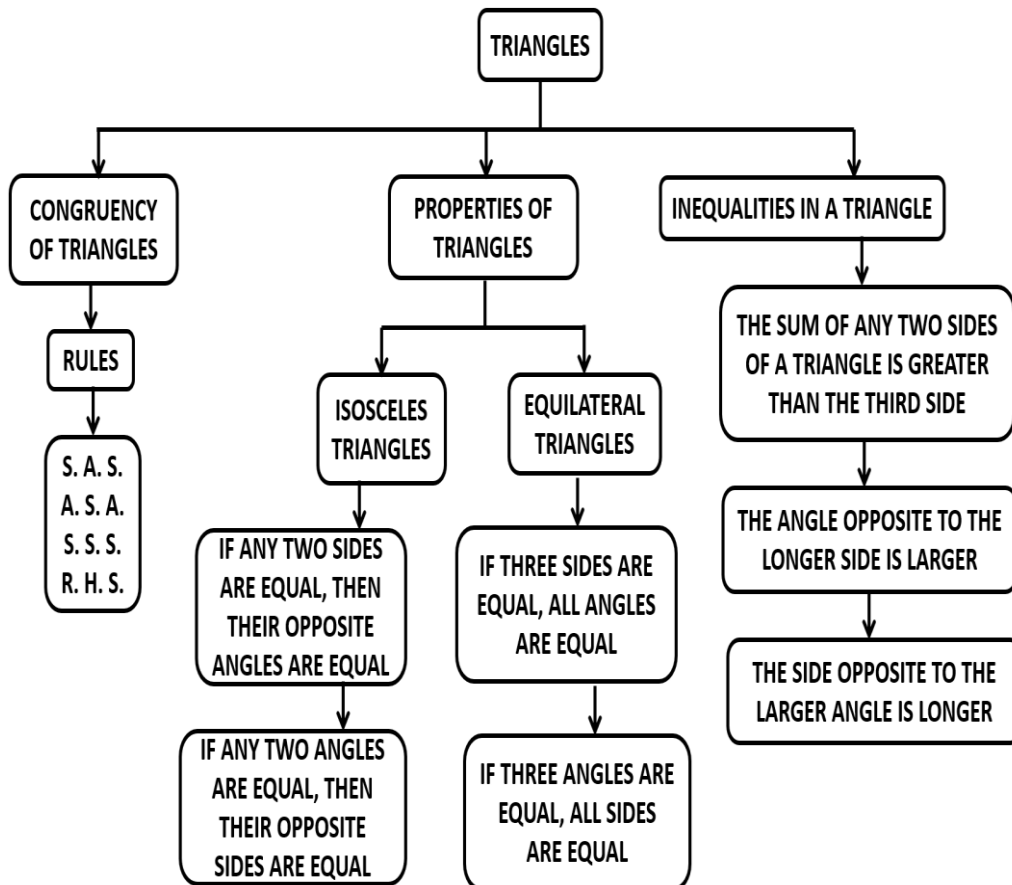 TRIANGLES
CONGRUENCY
OF TRIANGLES
RULES
S. A. S.
A. S. A.
S. S. S.
R. H. S.
PROPERTIES OF
TRIANGLES
ISOSCELES
TRIANGLES
IF ANY TWO SIDES
ARE EQUAL, THEN
THEIR OPPOSITE
ANGLES ARE EQUAL
IF ANY TWO ANGLES
ARE EQUAL, THEN
THEIR OPPOSITE
SIDES ARE EQUAL
EQUILATERAL
TRIANGLES
IF THREE SIDES ARE
EQUAL, ALL ANGLES
ARE EQUAL
IF THREE ANGLES ARE
EQUAL, ALL SIDES
ARE EQUAL
INEQUALITIES IN A TRIANGLE
THE SUM OF ANY TWO SIDES
OF A TRIANGLE IS GREATER
THAN THE THIRD SIDE
THE ANGLE OPPOSITE TO THE
LONGER SIDE IS LARGER
THE SIDE OPPOSITE TO THE
LARGER ANGLE IS LONGER